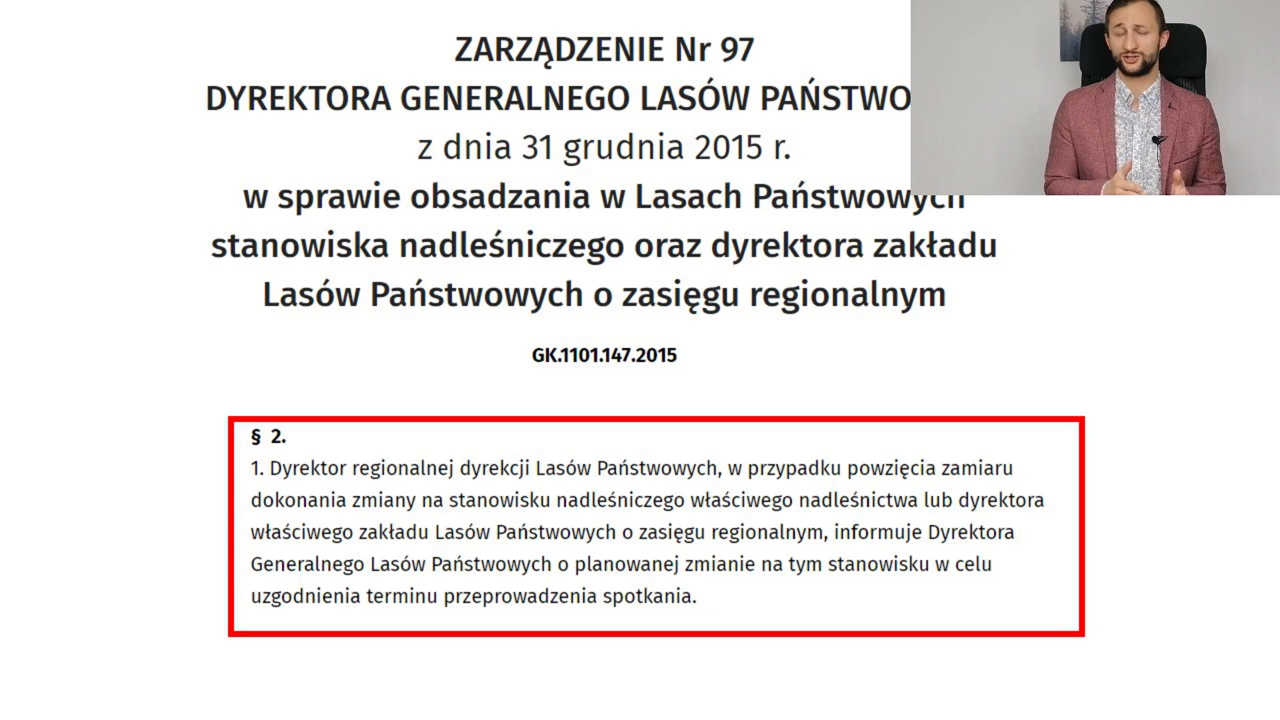 ZARZĄDZENIE Nr 97
DYREKTORA GENERALNEGO LASÓW
z dnia 31 grudnia 2015 r.
w sprawie obsadzania w Lasach Państwowych
stanowiska nadleśniczego oraz dyrektora zakładu
Lasów Państwowych o zasięgu regionalnym
GK.1101.147.2015
§ 2.
1. Dyrektor regionalnej dyrekcji Lasów Państwowych, w przypadku powzięcia zamiaru
dokonania zmiany na stanowisku nadleśniczego właściwego nadleśnictwa lub dyrektora
właściwego zakładu Lasów Państwowych o zasięgu regionalnym, informuje Dyrektora
Generalnego Lasów Państwowych o planowanej zmianie na tym stanowisku w celu
uzgodnienia terminu przeprowadzenia spotkania.